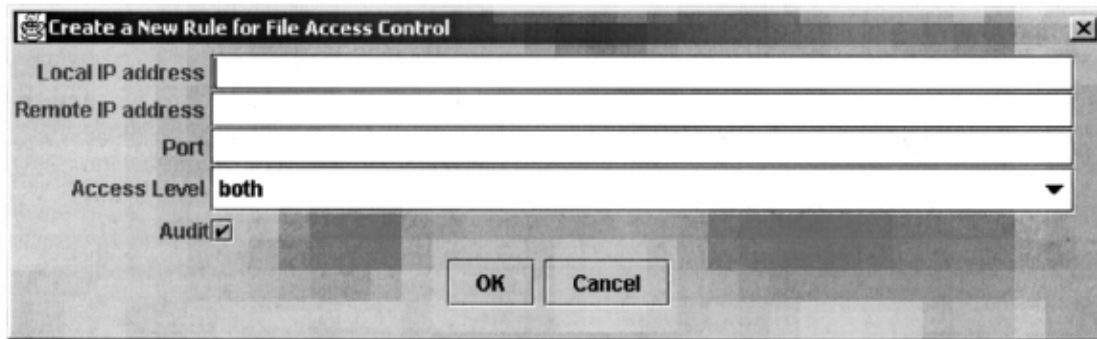 Create a New Rule for File Access Control
Local IP address
Remote IP address
Port
Access Level both
Audit
OK Cancel